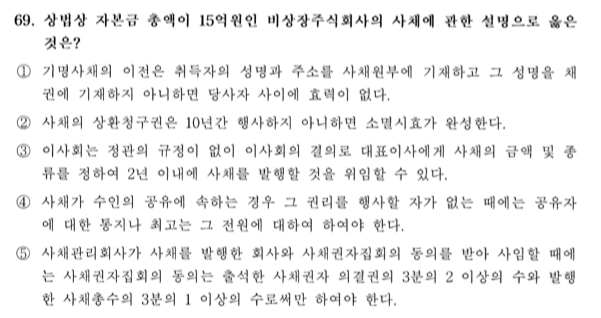 69. 상법상 자본금 총액이 15억원인 비상장주식회사의 사채에 관한 설명으로 옳은
것은?
① 기명사채의 이전은 취득자의 성명과 주소를 사채원부에 기재하고 그 성명을 채
권에 기재하지 아니하면 당사자 사이에 효력이 없다.
② 사채의 상환청구권은 10년간 행사하지 아니하면 소멸시효가 완성한다.
③ 이사회는 정관의 규정이 없이 이사회의 결의로 대표이사에게 사채의 금액 및 종
류를 정하여 2년 이내에 사채를 발행할 것을 위임할 수 있다.
④ 사채가 수인의 공유에 속하는 경우 그 권리를 행사할 자가 없는 때에는 공유자
에 대한 통지나 최고는 그 전원에 대하여 하여야 한다.
⑤ 사채관리회사가 사채를 발행한 회사와 사채권자집회의 동의를 받아 사임할 때에
는 사채권자집회의 동의는 출석한 사채권자 의결권의 3분의 2 이상의 수와 발행
한 사채총수의 3분의 1 이상의 수로써만 하여야 한다.